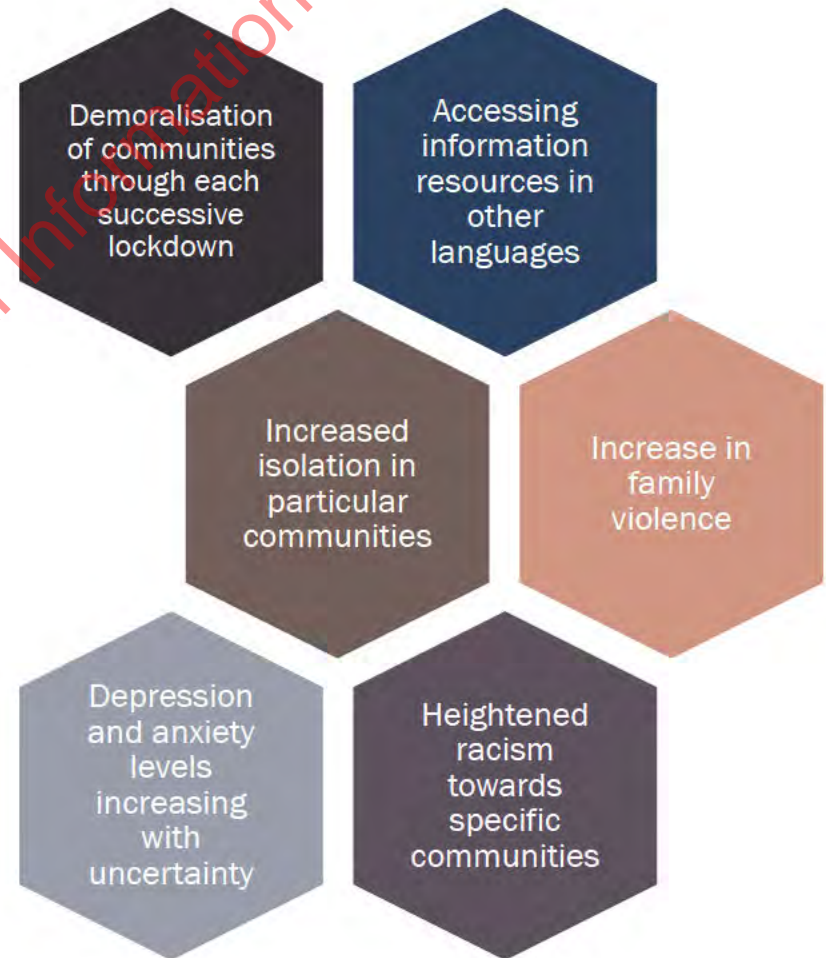 Information
Demoralisation
of communities
through each
successive
lockdown
Accessing
information
resources in
other
languages
Increased
isolation in
particular
communities
Increase in
family
violence
Depression
and anxiety
levels
increasing
with
uncertainty
Heightened
racism
towards
specific
communities